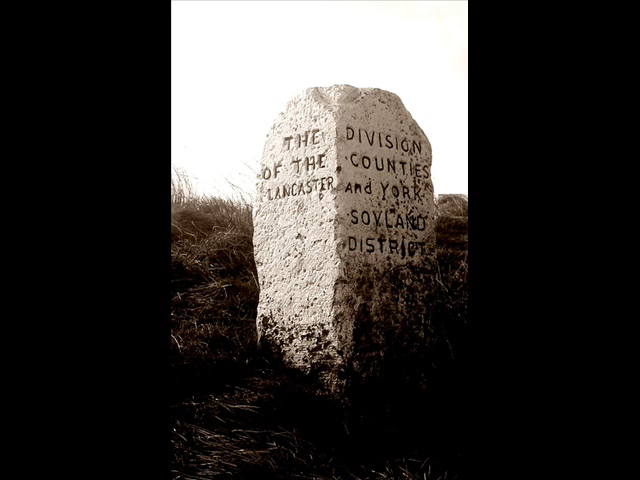 THE DIVISION
OF THE COUNTIES
LANCASTER and YORK
SOYLAND
DISTRICT